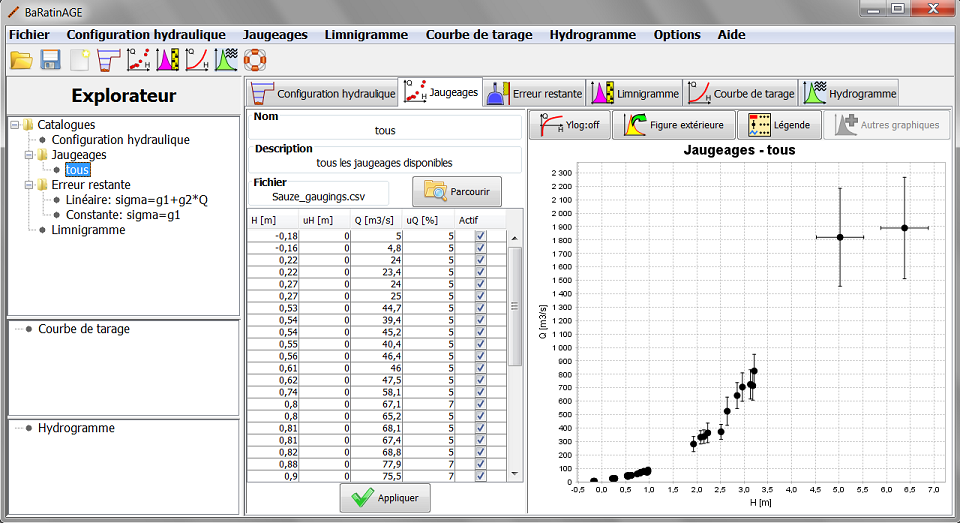 BaRatinAGE
Fichier Configuration hydraulique Jaugeages Limnigramme Courbe de tarage Hydrogramme Options Aide
Explorateur
Catalogues
Configuration hydraulique
Jaugeages
tous
Erreur restante
Linéaire: sigma=g1+g2*Q
Constante: sigma=g1
Limnigramme
Courbe de tarage
Hydrogramme
Configuration hydraulique Jaugeages Erreur restante Limnigramme Courbe de tarage Hydrogramme
Nom
tous
Description
tous les jaugeages disponibles
Fichier
Sauze_gaugings.csv
Parcourir
H [m] uH [m] Q [m3/s] uQ [%] Actif
-0,18 0 5 5
-0,16 0 4,8 5
0,22 0 24 5
0,22 0 23,4 5
0,27 0 24 5
0,27 0 25 5
0,53 0 44,7 5
0,54 0 39,4 5
0,54 0 45,2 5
0,55 0 40,4 5
0,56 0 46,4 5
0,61 0 46 5
0,62 0 47,5 5
0,74 0 58,1 5
0,8 0 67,1 7
0,8 0 65,2 5
0,81 0 68,1 5
0,81 0 67,4 5
0,82 0 68,8 5
0,88 0 77,9 7
0,9 0 75,5 7
Appliquer
Ylog:off Figure extérieure Légende Autres graphiques
Jaugeages - tous
Q [m3/s]
2 300
2 200
2 100
2 000
1 900
1 800
1 700
1 600
1 500
1 400
1 300
1 200
1 100
1 000
900
800
700
600
500
400
300
200
100
0
-0,5 0,0 0,5 1,0 1,5 2,0 2,5 3,0 3,5 4,0 4,5 5,0 5,5 6,0 6,5 7,0
H [m]